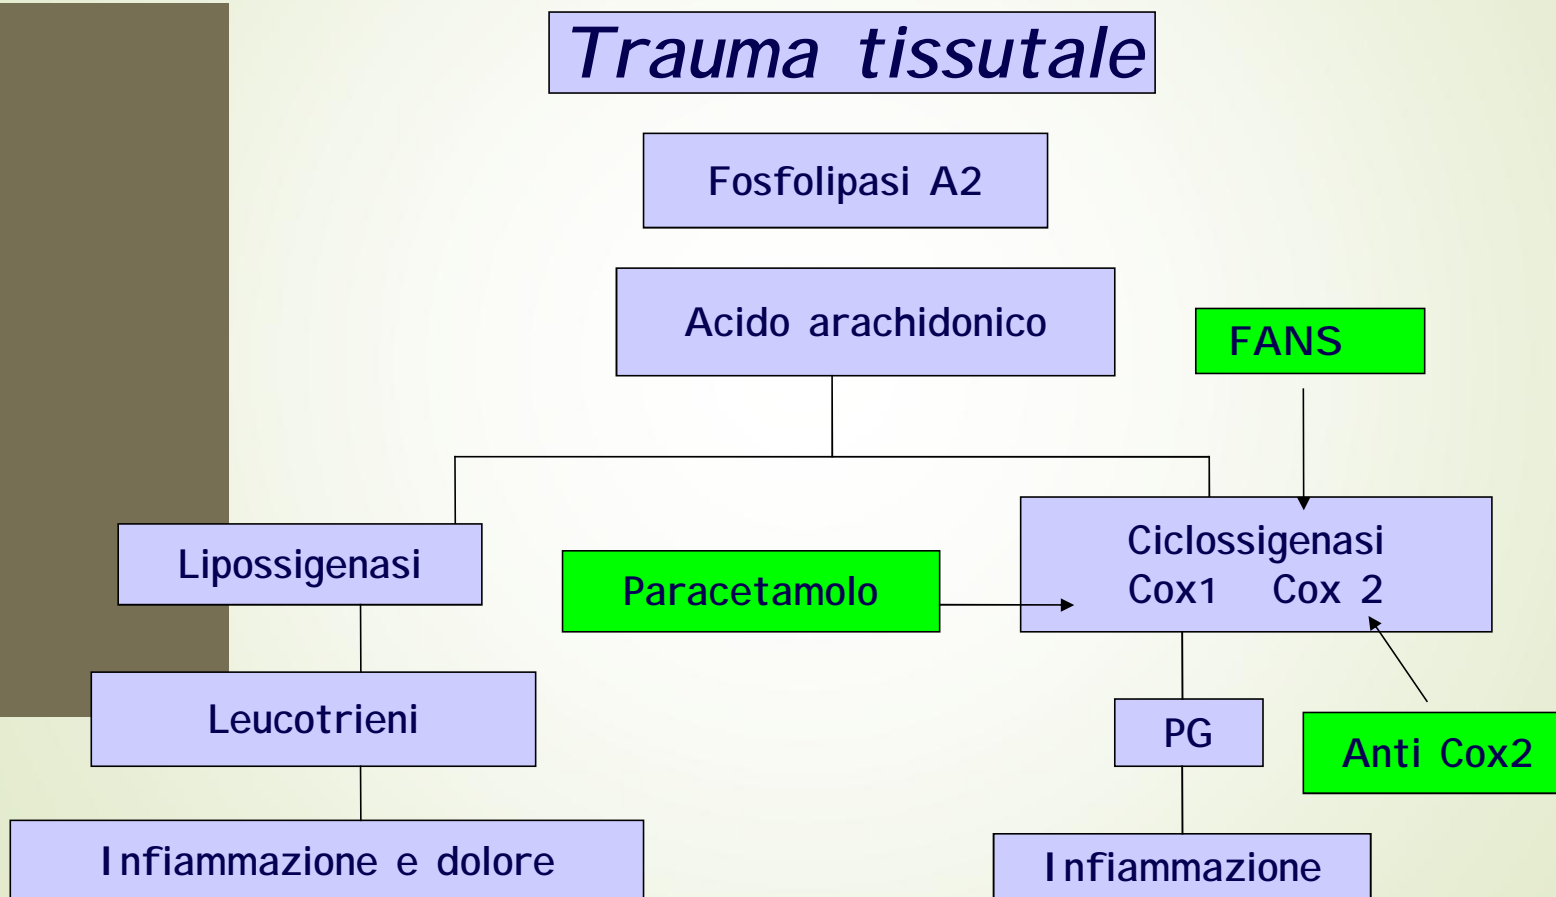 Trauma tissutale
Fosfolipasi A2
Acido arachidonico
FANS
Lipossigenasi
Paracetamolo
Ciclossigenasi
Cox1 Cox 2
Leucotrieni
PG
Anti Cox2
Infiammazione e dolore
Infiammazione